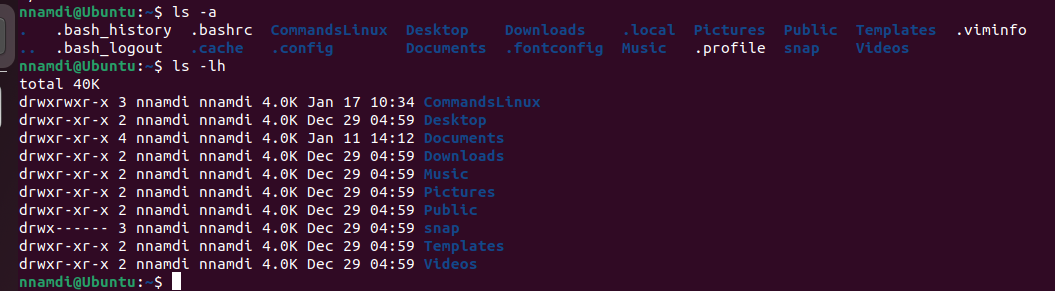 nnamdi@Ubuntu:~$ ls -a
.   .bash_history  .bashrc  CommandsLinux  Desktop    Downloads    .local  Pictures  Public  Templates  .viminfo
..  .bash_logout   .cache   .config        Documents  .fontconfig  Music   .profile  snap    Videos
nnamdi@Ubuntu:~$ ls -lh
total 40K
drwxrwxr-x 3 nnamdi nnamdi 4.0K Jan 17 10:34 CommandsLinux
drwxr-xr-x 2 nnamdi nnamdi 4.0K Dec 29 04:59 Desktop
drwxr-xr-x 4 nnamdi nnamdi 4.0K Jan 11 14:12 Documents
drwxr-xr-x 2 nnamdi nnamdi 4.0K Dec 29 04:59 Downloads
drwxr-xr-x 2 nnamdi nnamdi 4.0K Dec 29 04:59 Music
drwxr-xr-x 2 nnamdi nnamdi 4.0K Dec 29 04:59 Pictures
drwxr-xr-x 2 nnamdi nnamdi 4.0K Dec 29 04:59 Public
drwx------ 3 nnamdi nnamdi 4.0K Dec 29 04:59 snap
drwxr-xr-x 2 nnamdi nnamdi 4.0K Dec 29 04:59 Templates
drwxr-xr-x 2 nnamdi nnamdi 4.0K Dec 29 04:59 Videos
nnamdi@Ubuntu:~$